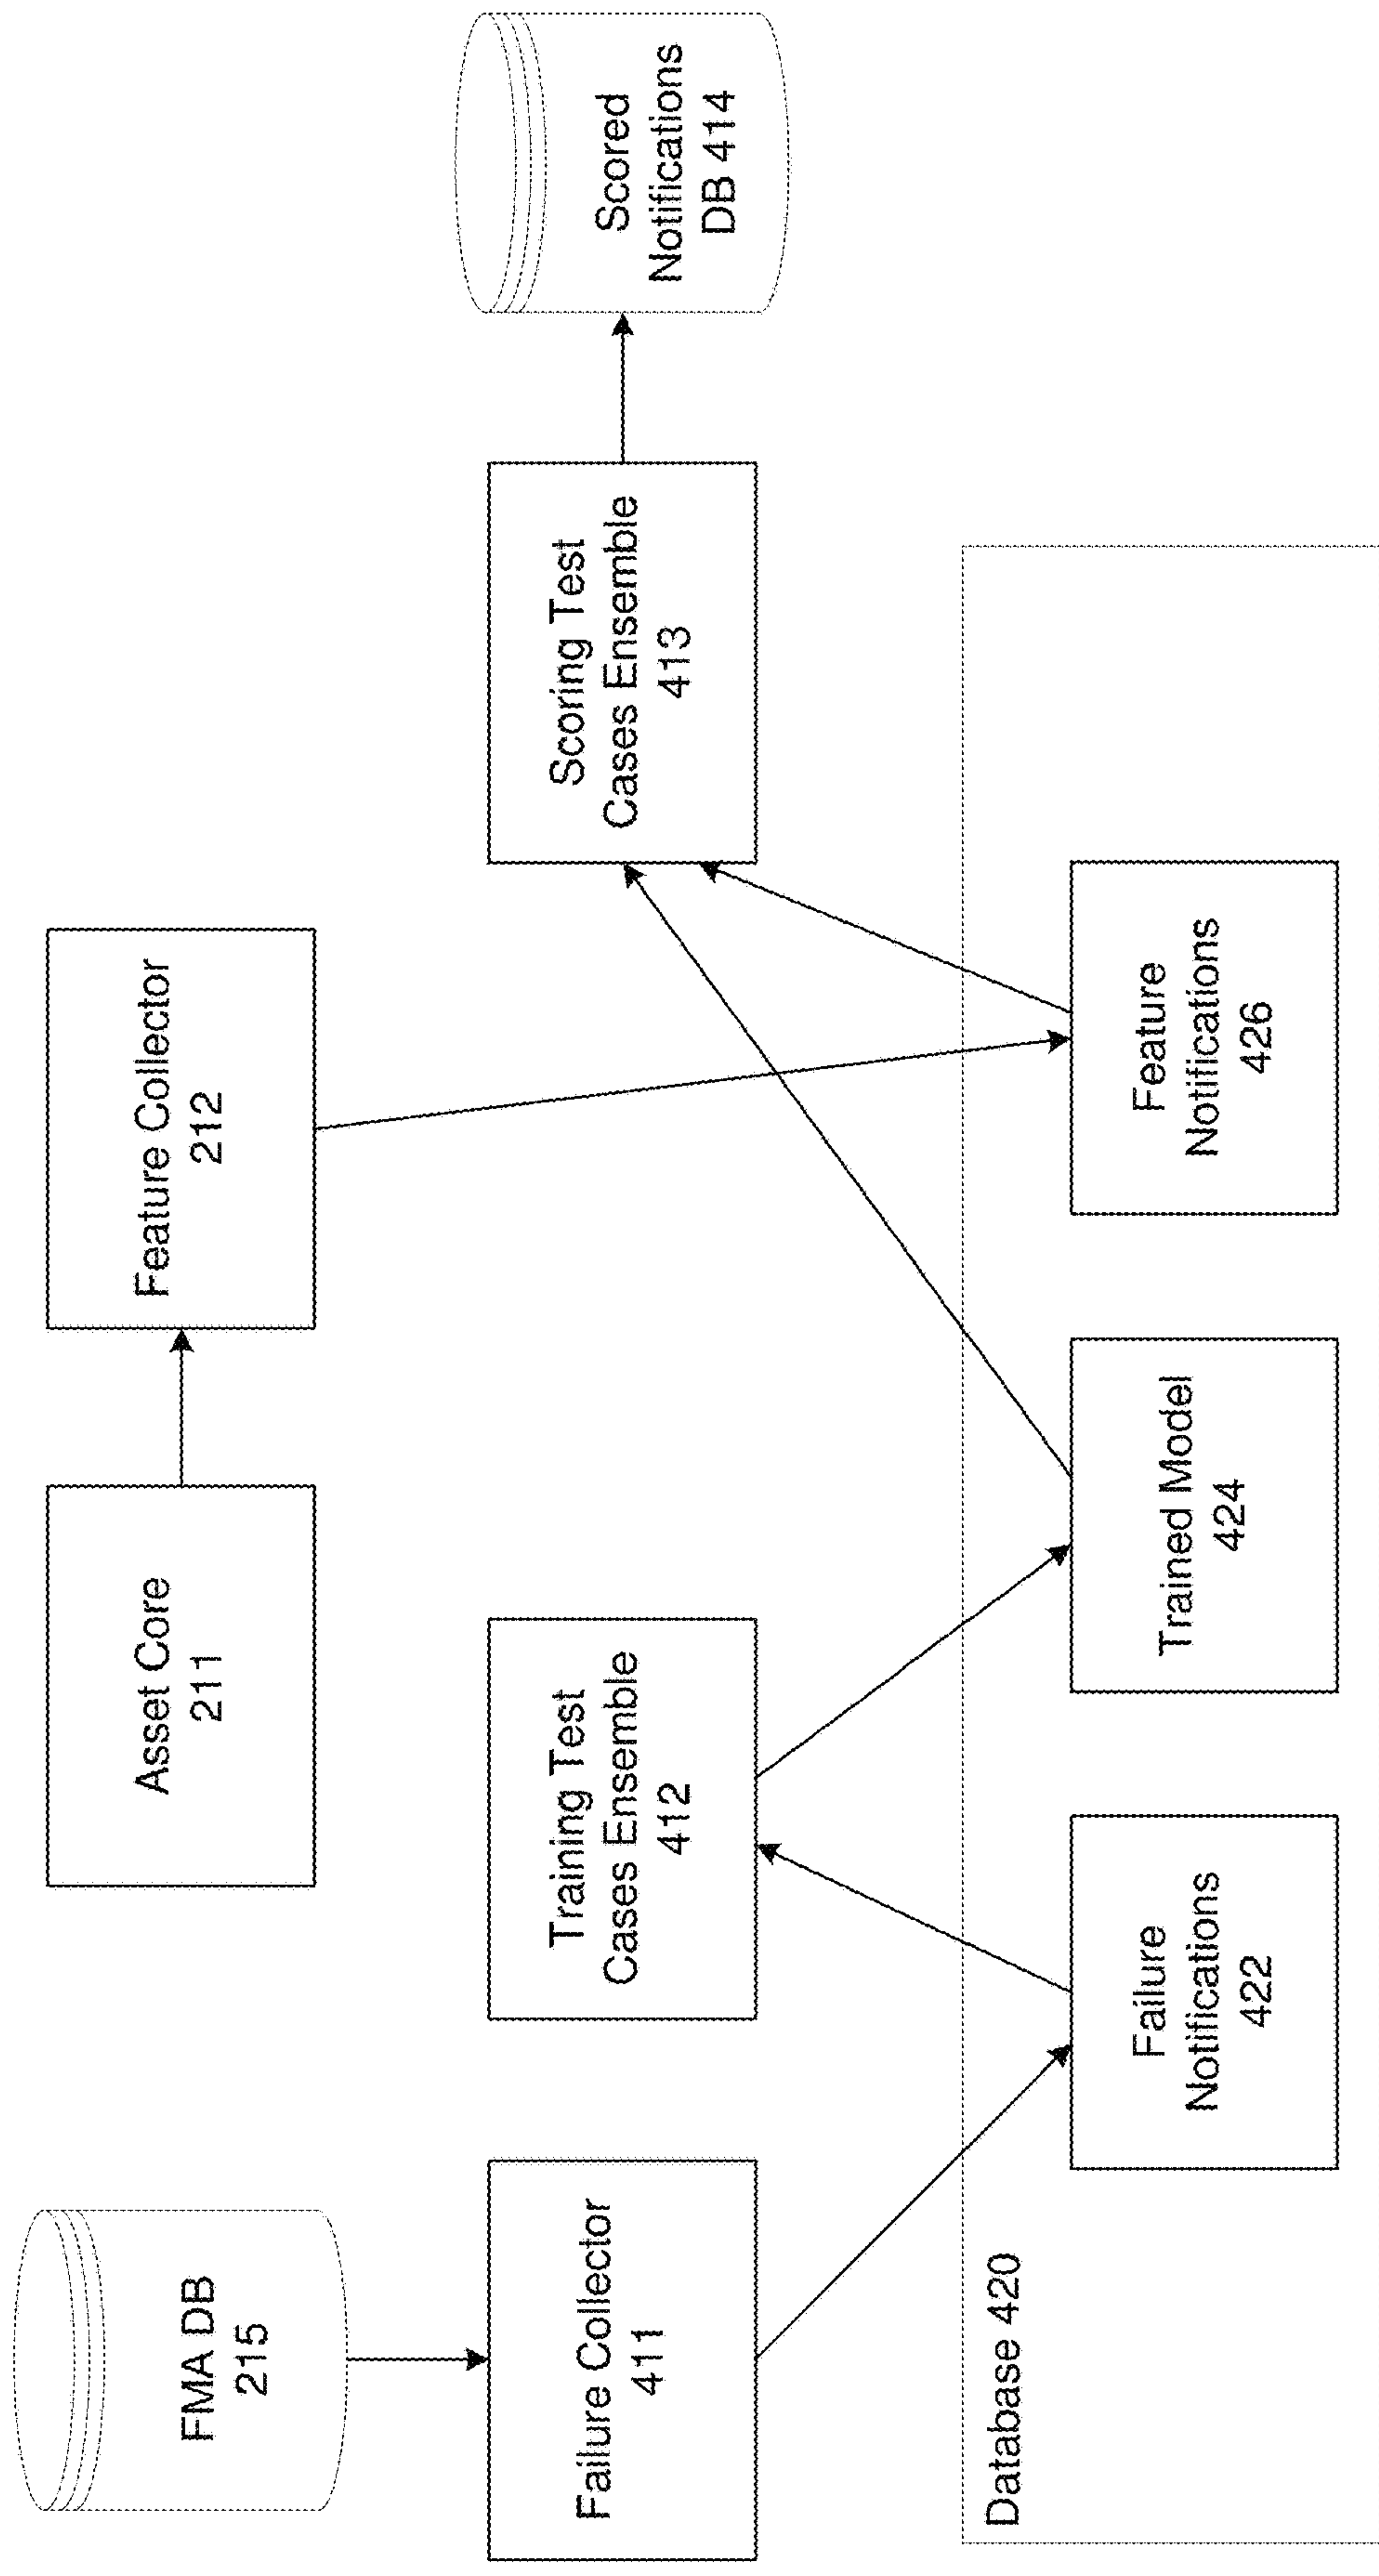 FMA DB
215
Asset Core
211
Feature Collector
212
Failure Collector
411
Training Test
Cases Ensemble
412
Scoring Test
Cases Ensemble
413
Scored
Notifications
DB 414
Database 420
Failure
Notifications
422
Trained Model
424
Feature
Notifications
426